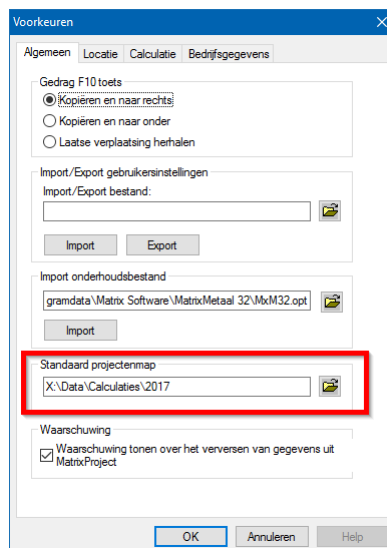 Voorkeuren
Algemeen Locatie Calculatie Bedrijfsgegevens
Gedrag F10 toets
Kopiëren en naar rechts
Kopiëren en naar onder
Laatse verplaatsing herhalen
Import/Export gebruikersinstellingen
Import/Export bestand:
Import Export
Import onderhoudsbestand
gramdata\Matrix Software\MatrixMetaal 32\MxM32.opt
Import
Standaard projectenmap
X:\Data\Calculaties\2017
Waarschuwing
Waarschuwing tonen over het verversen van gegevens uit
MatrixProject
OK Annuleren Help